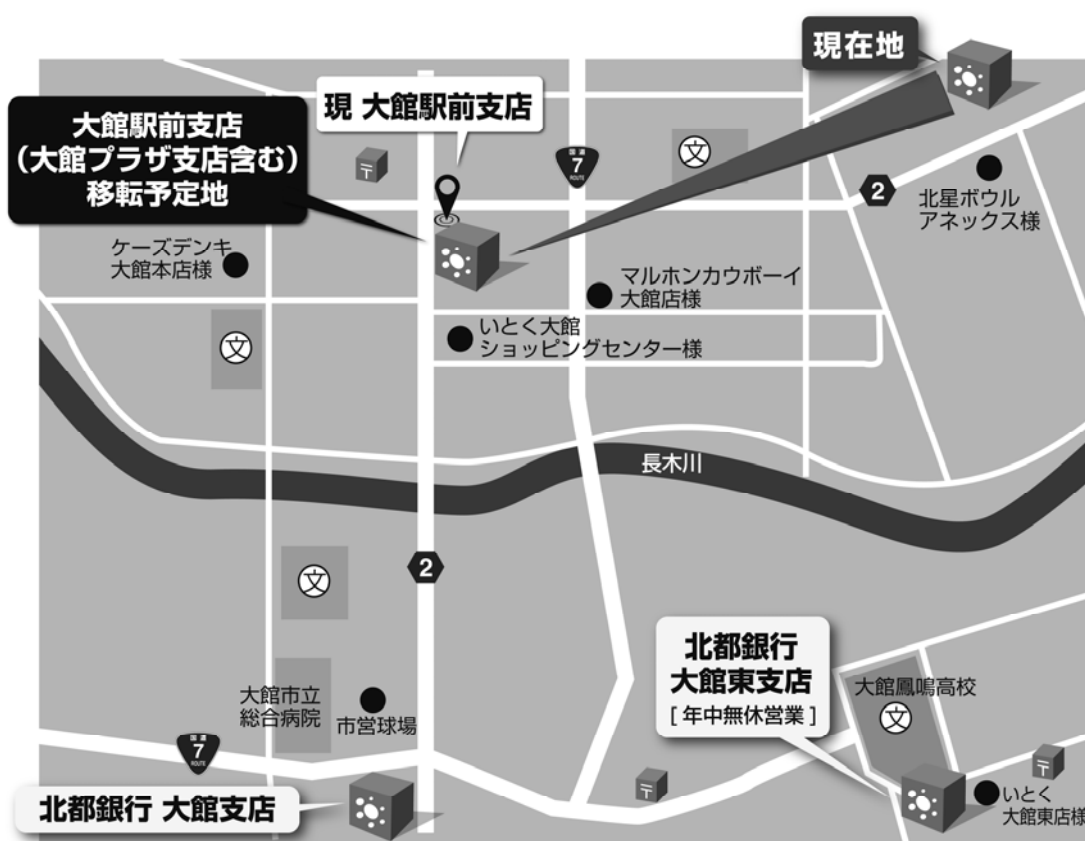 現在地
現 大館駅前支店
大館駅前支店
(大館プラザ支店含む)
移転予定地
〒
国道
7
ROUTE
文
2
北星ボウル
アネックス様
ケーズデンキ
大館本店様
マルホンカウボーイ
大館店様
いとく大館
ショッピングセンター様
文
長木川
2
文
北都銀行
大館東支店
[年中無休営業]
大館鳳鳴高校
文
大館市立
総合病院
市営球場
国道
7
ROUTE
〒
〒
いとく
大館東店様
北都銀行 大館支店